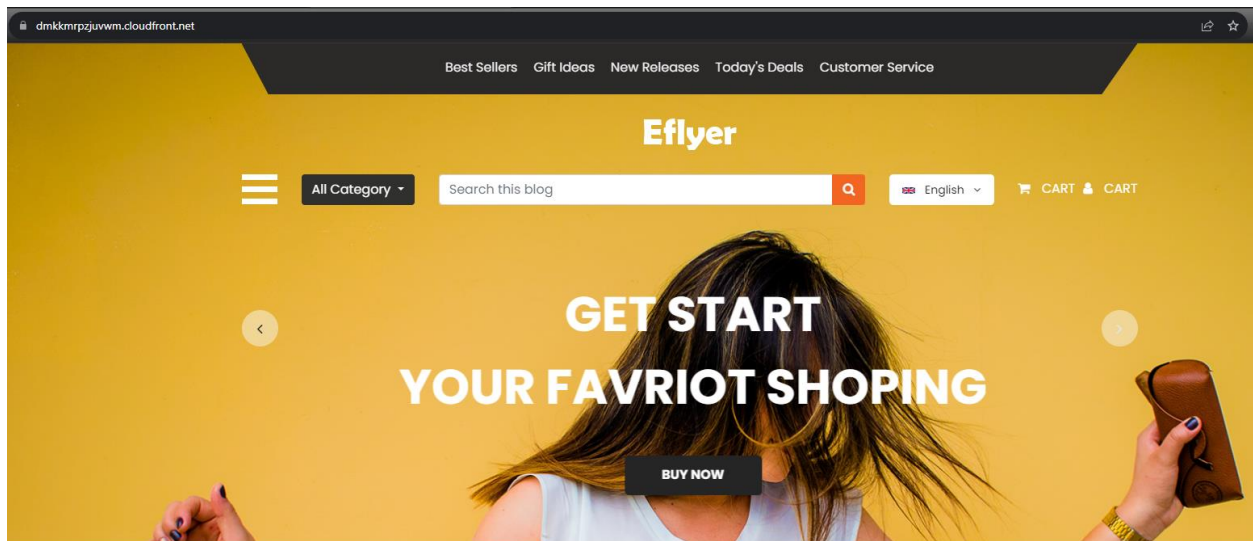 dmkkmrpzjuvwm.cloudfront.net
Best Sellers Gift Ideas New Releases Today's Deals Customer Service
Eflyer
All Category Search this blog English CART CART
GET START
YOUR FAVRIOT SHOPING
BUY NOW